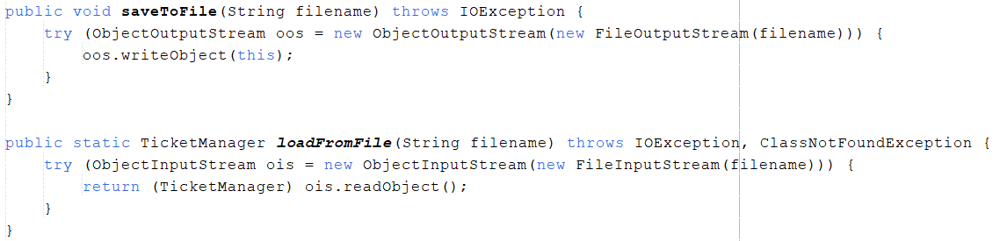 public void saveToFile(String filename) throws IOException {
    try (ObjectOutputStream oos = new ObjectOutputStream(new FileOutputStream(filename))) {
        oos.writeObject(this);
    }
}

public static TicketManager loadFromFile(String filename) throws IOException, ClassNotFoundException {
    try (ObjectInputStream ois = new ObjectInputStream(new FileInputStream(filename))) {
        return (TicketManager) ois.readObject();
    }
}